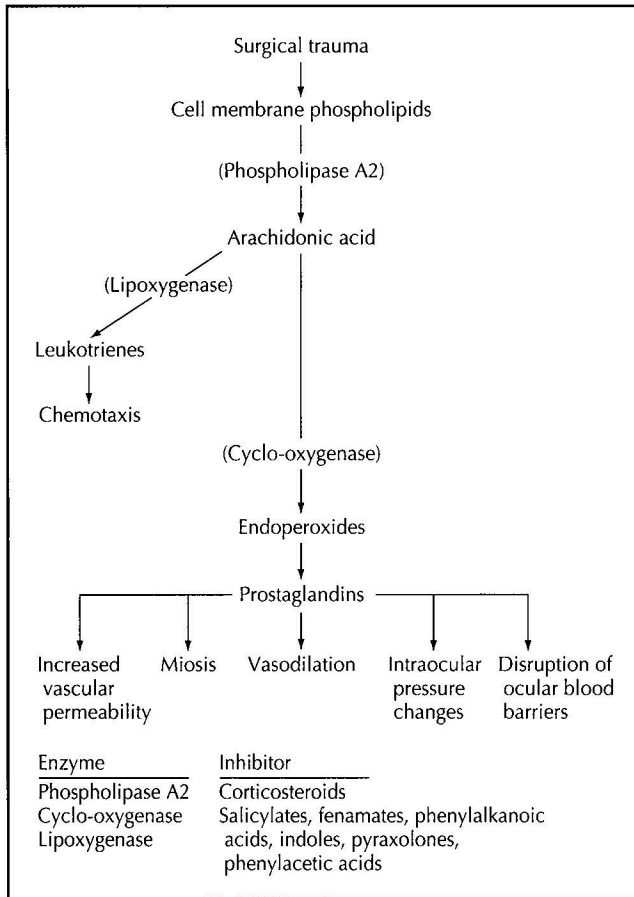 Surgical trauma
Cell membrane phospholipids
(Phospholipase A2)
Arachidonic acid
(Lipoxygenase)
Leukotrienes
Chemotaxis
(Cyclo-oxygenase)
Endoperoxides
Prostaglandins
Increased
vascular
permeability
Miosis
Vasodilation
Intraocular
pressure
changes
Disruption of
ocular blood
barriers
Enzyme Inhibitor
Phospholipase A2 Corticosteroids
Cyclo-oxygenase Salicylates, fenamates, phenylalkanoic
Lipoxygenase acids, indoles, pyraxolones,
phenylacetic acids